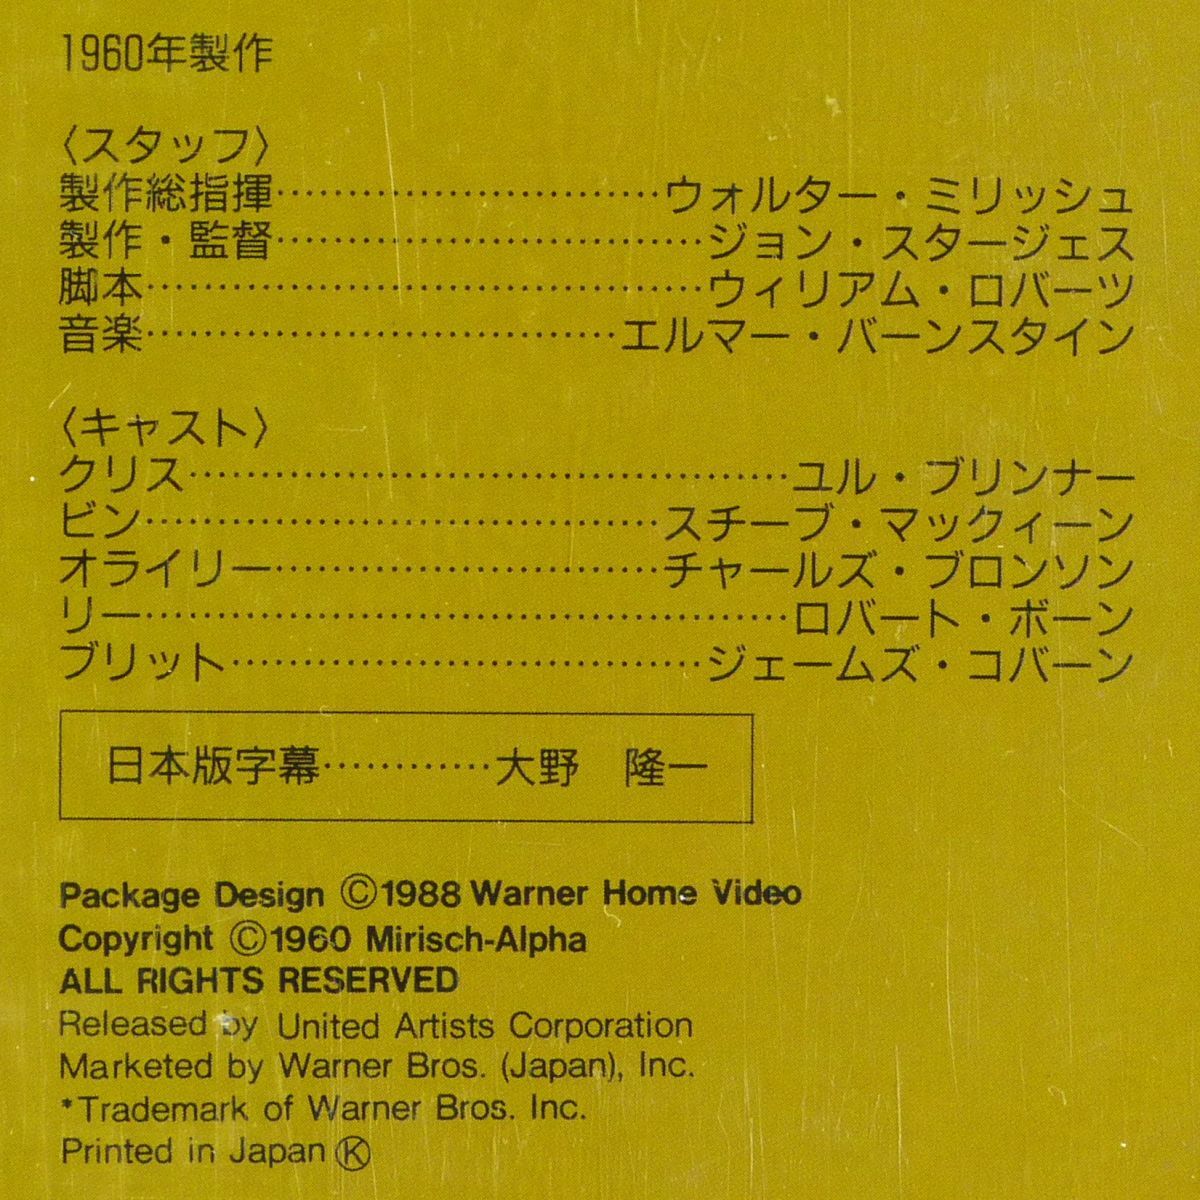 1960年製作
〈スタッフ〉
製作総指揮…………………………ウォルター・ミリッシュ
製作・監督……………………………ジョン・スタージェス
脚本……………………………………ウィリアム・ロバーツ
音楽………………………………エルマー・バーンスタイン
〈キャスト〉
クリス………………………………………ユル・ブリンナー
ビン…………………………………スチーブ・マックィーン
オライリー…………………………チャールズ・ブロンソン
リー…………………………………………ロバート・ボーン
ブリット………………………………ジェームズ・コバーン
日本版字幕…………大野　隆一
Package Design ©1988 Warner Home Video
Copyright ©1960 Mirisch-Alpha
ALL RIGHTS RESERVED
Released by United Artists Corporation
Marketed by Warner Bros. (Japan), Inc.
*Trademark of Warner Bros. Inc.
Printed in Japan Ⓚ